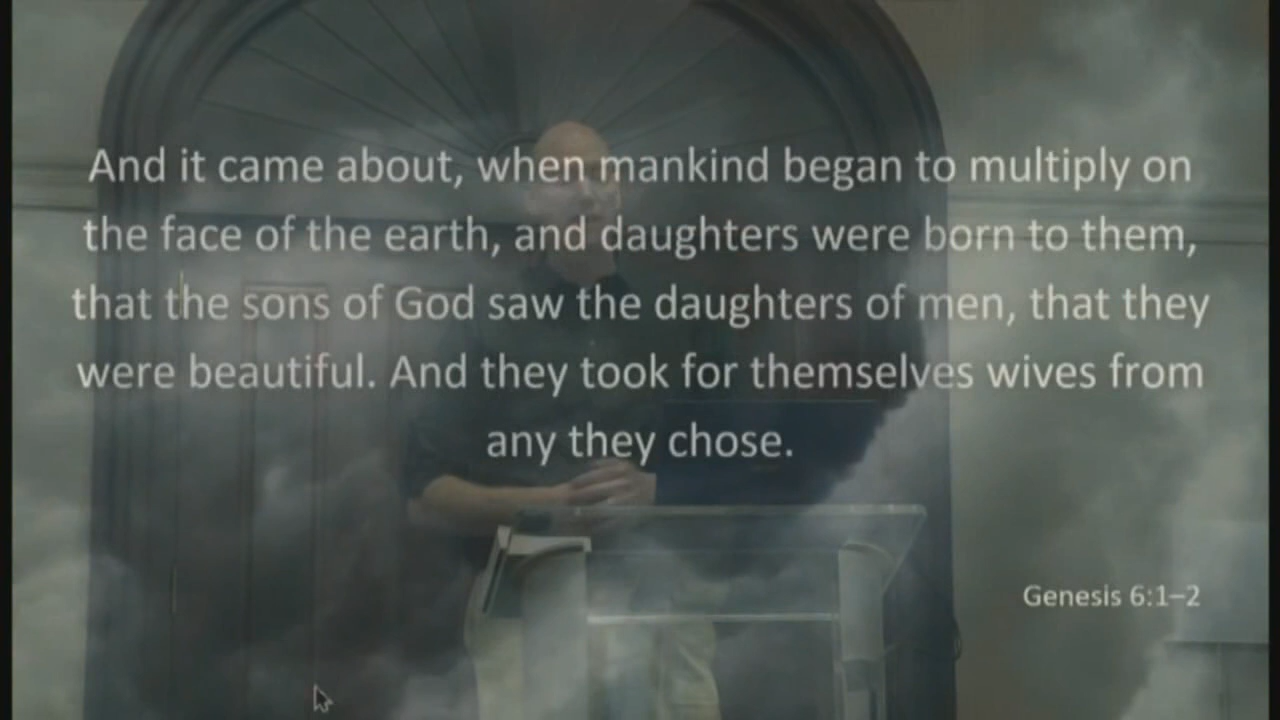 And it came about, when mankind began to multiply on
the face of the earth, and daughters were born to them,
that the sons of God saw the daughters of men, that they
were beautiful. And they took for themselves wives from
any they chose.
Genesis 6:1–2